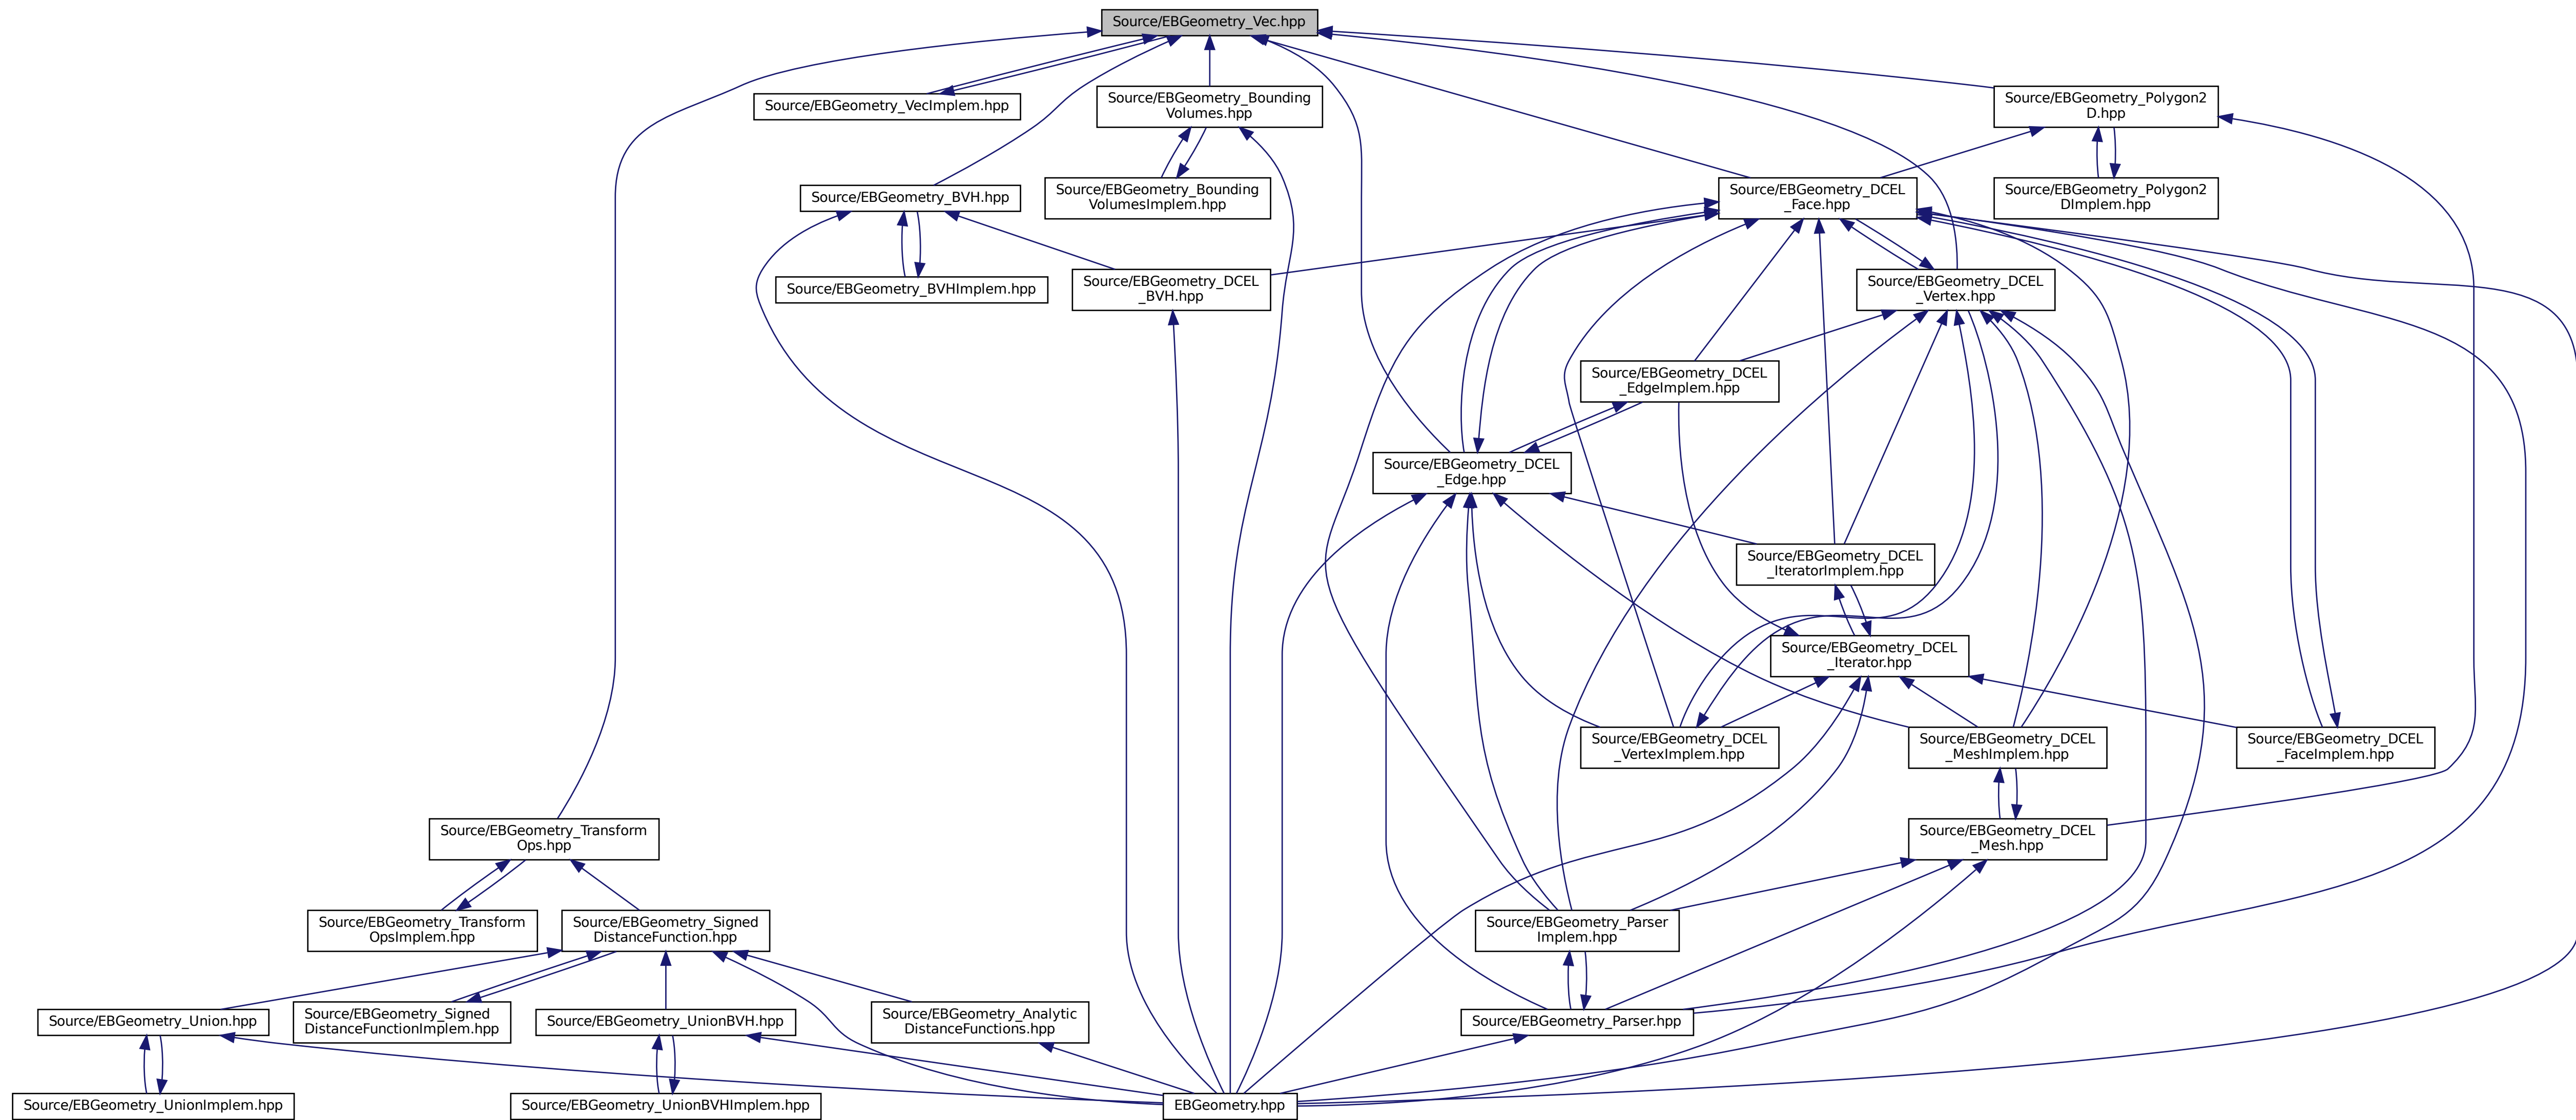 Source/EBGeometry_Vec.hpp
Source/EBGeometry_VecImplem.hpp
Source/EBGeometry_Bounding
Volumes.hpp
Source/EBGeometry_Polygon2
D.hpp
Source/EBGeometry_BVH.hpp
Source/EBGeometry_Bounding
VolumesImplem.hpp
Source/EBGeometry_DCEL
_Face.hpp
Source/EBGeometry_Polygon2
DImplem.hpp
Source/EBGeometry_BVHImplem.hpp
Source/EBGeometry_DCEL
_BVH.hpp
Source/EBGeometry_DCEL
_Vertex.hpp
Source/EBGeometry_DCEL
_EdgeImplem.hpp
Source/EBGeometry_DCEL
_Edge.hpp
Source/EBGeometry_DCEL
_IteratorImplem.hpp
Source/EBGeometry_DCEL
_Iterator.hpp
Source/EBGeometry_DCEL
_VertexImplem.hpp
Source/EBGeometry_DCEL
_MeshImplem.hpp
Source/EBGeometry_DCEL
_FaceImplem.hpp
Source/EBGeometry_Transform
Ops.hpp
Source/EBGeometry_DCEL
_Mesh.hpp
Source/EBGeometry_Transform
OpsImplem.hpp
Source/EBGeometry_Signed
DistanceFunction.hpp
Source/EBGeometry_Parser
Implem.hpp
Source/EBGeometry_Union.hpp
Source/EBGeometry_Signed
DistanceFunctionImplem.hpp
Source/EBGeometry_UnionBVH.hpp
Source/EBGeometry_Analytic
DistanceFunctions.hpp
Source/EBGeometry_Parser.hpp
Source/EBGeometry_UnionImplem.hpp
Source/EBGeometry_UnionBVHImplem.hpp
EBGeometry.hpp